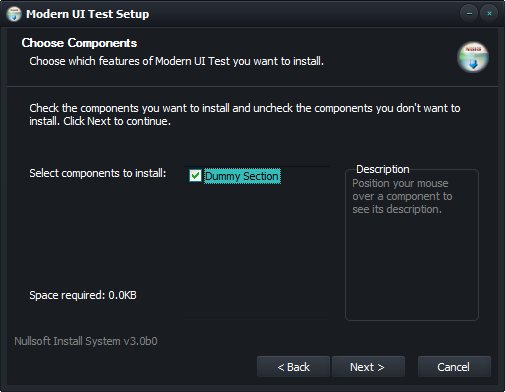 Modern UI Test Setup
Choose Components
Choose which features of Modern UI Test you want to install.
Check the components you want to install and uncheck the components you don't want to
install. Click Next to continue.
Select components to install:
Dummy Section
Description
Position your mouse
over a component to
see its description.
Space required: 0.0KB
Nullsoft Install System v3.0b0
< Back
Next >
Cancel